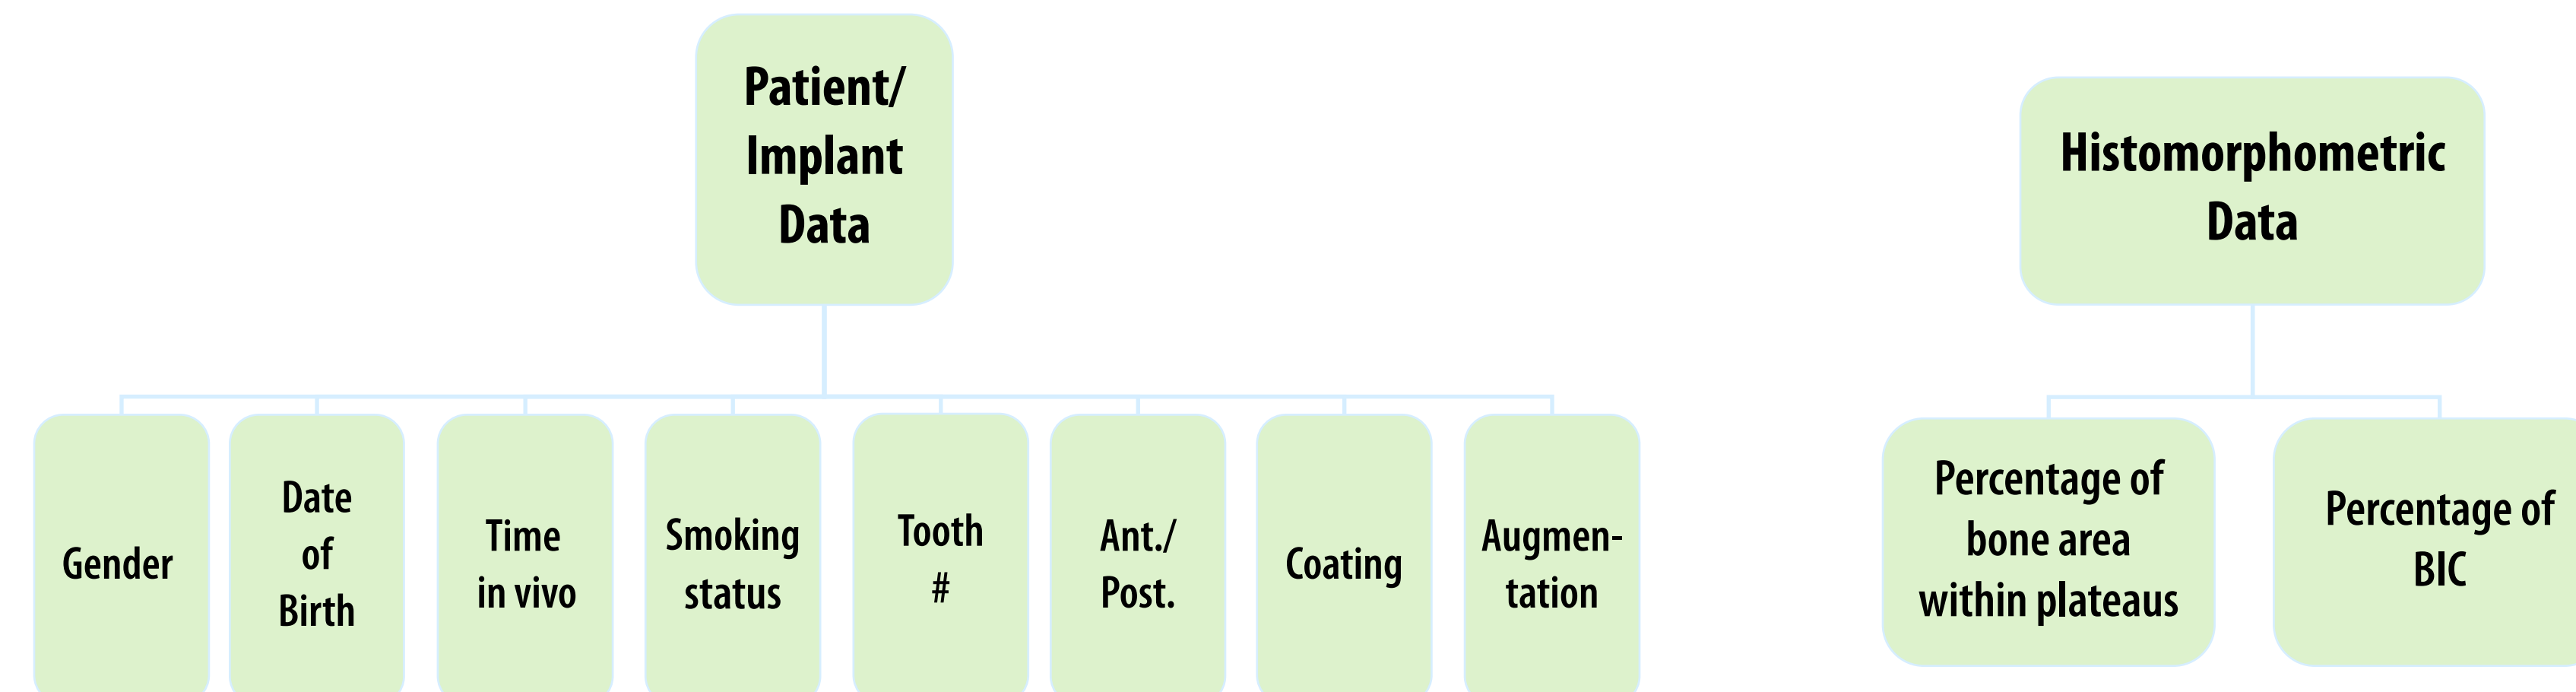 Patient/
Implant
Data
Histomorphometric
Data
Gender
Date
of
Birth
Time
in vivo
Smoking
status
Tooth
#
Ant./
Post.
Coating
Augmen-
tation
Percentage of
bone area
within plateaus
Percentage of
BIC